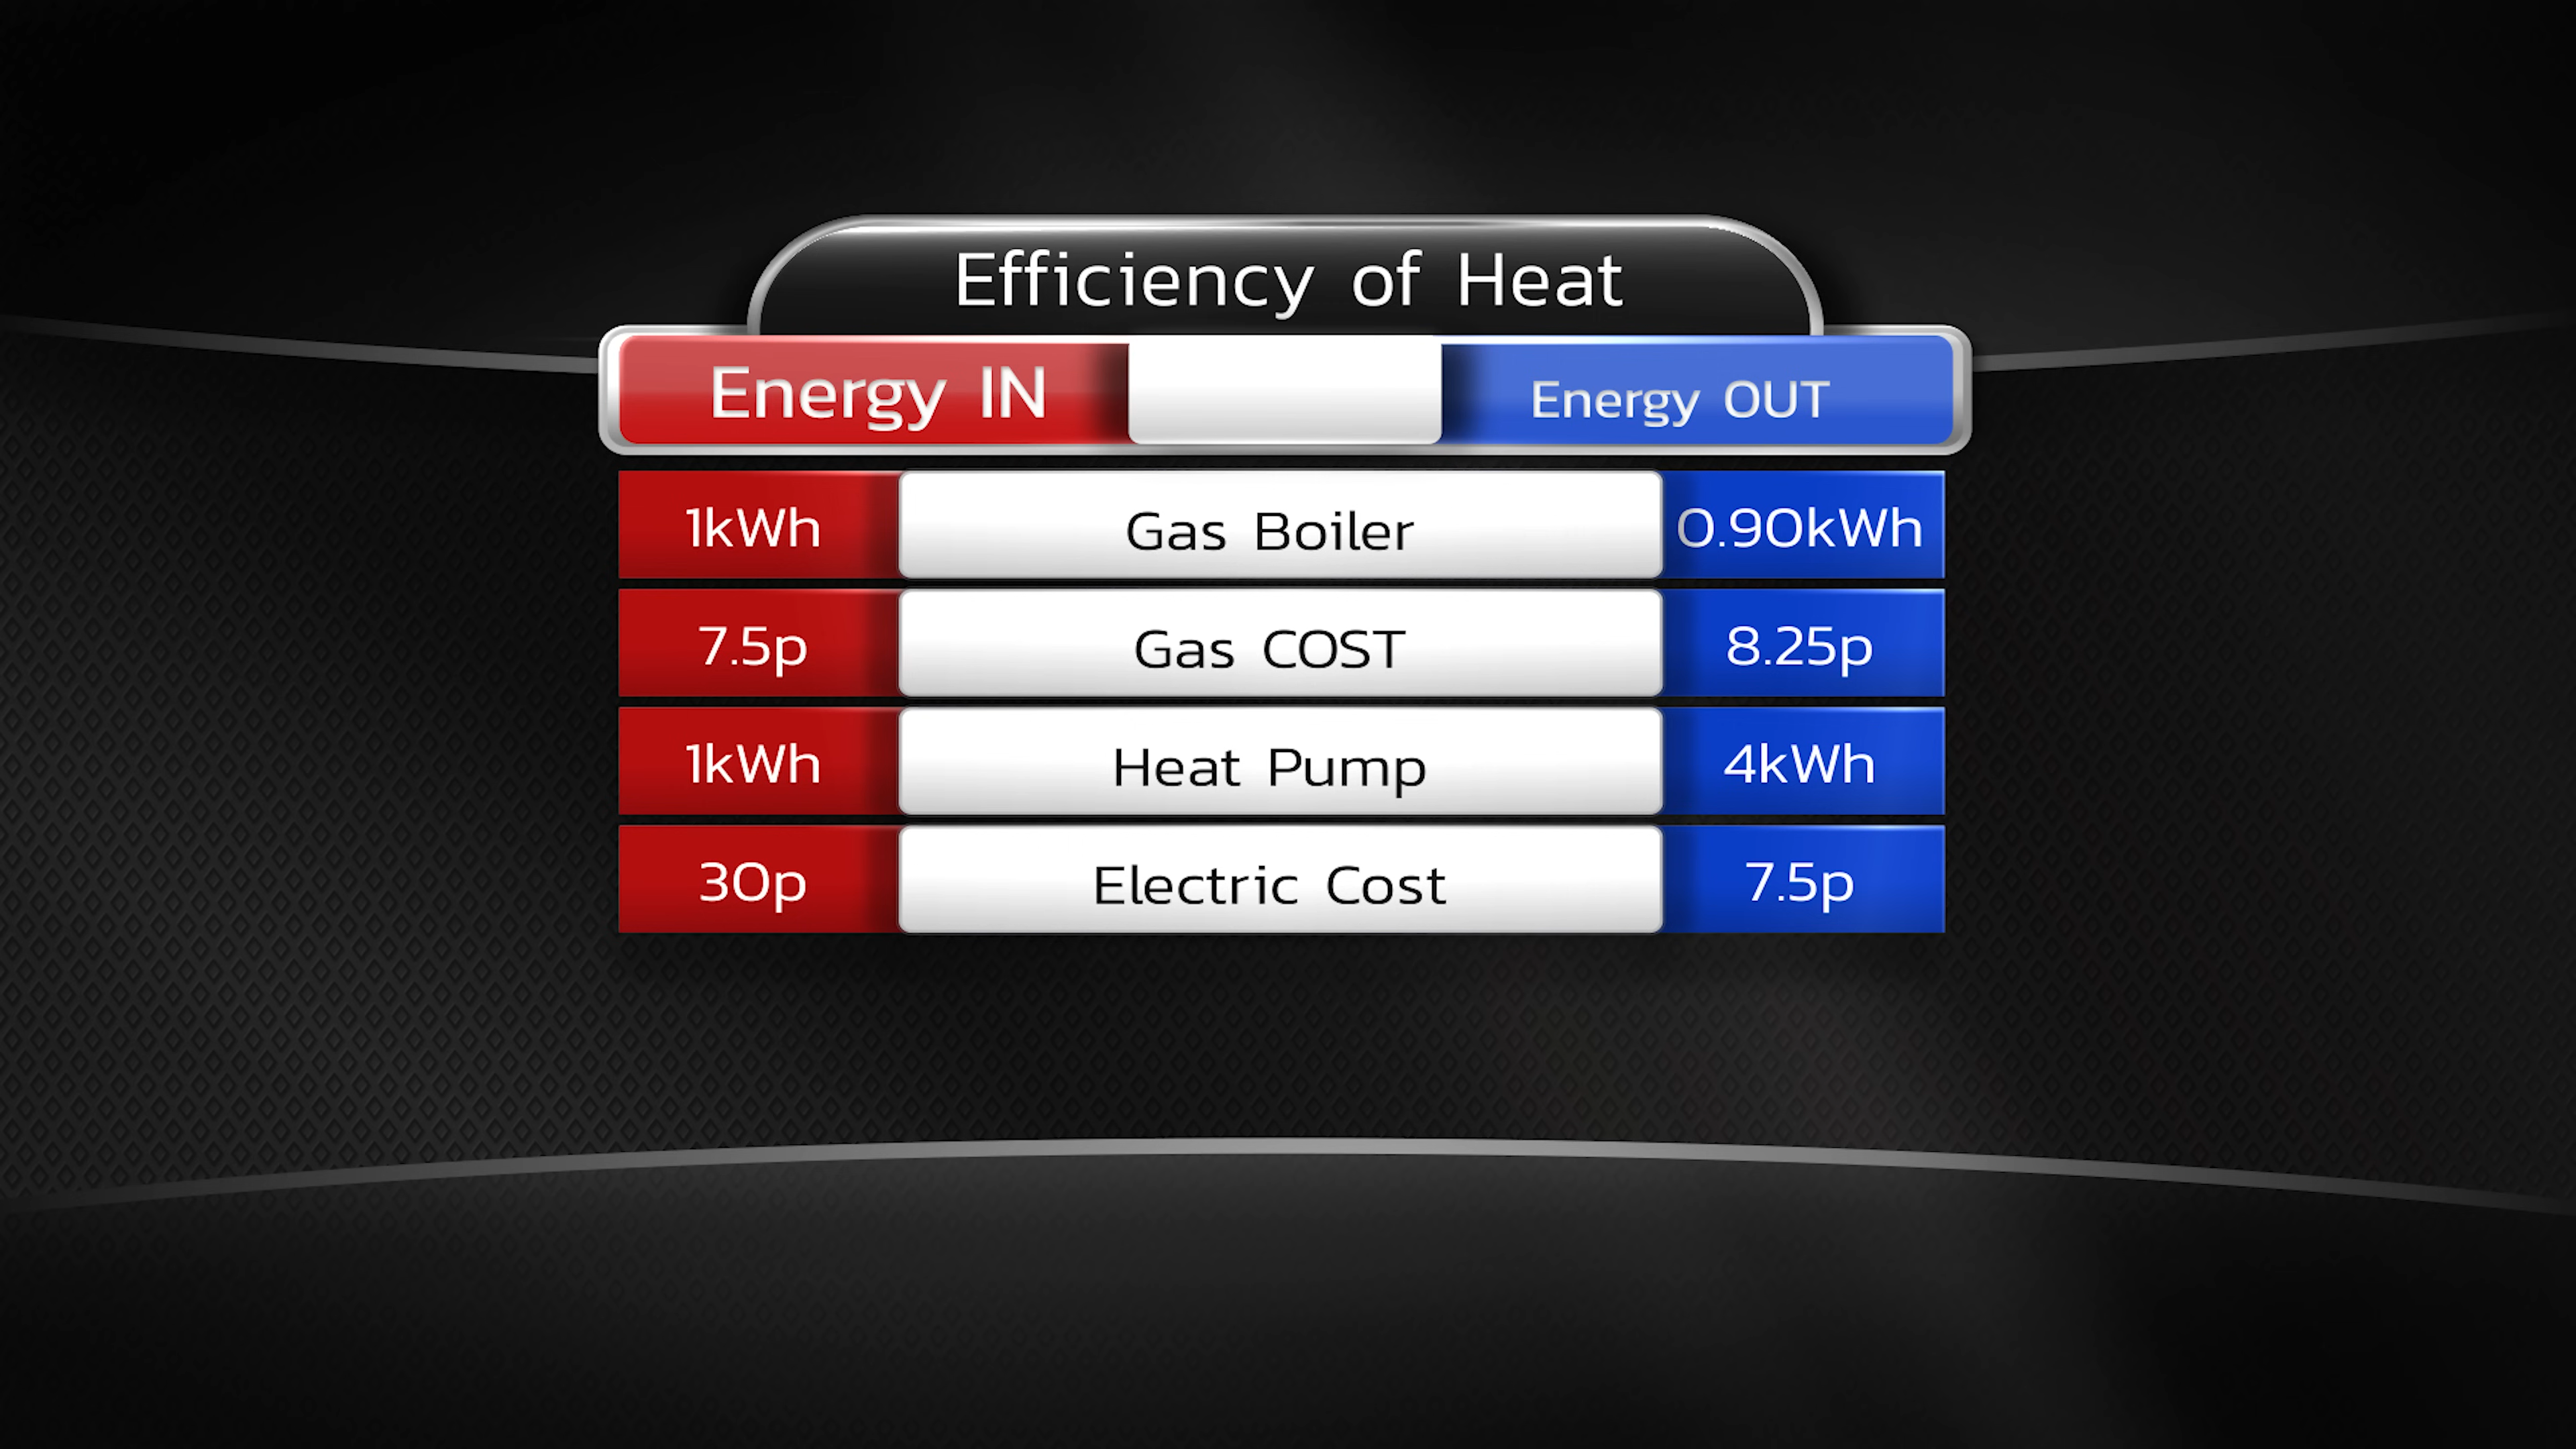 Efficiency of Heat
Energy IN Energy OUT
1kWh Gas Boiler 0.90kWh
7.5p Gas COST 8.25p
1kWh Heat Pump 4kWh
30p Electric Cost 7.5p